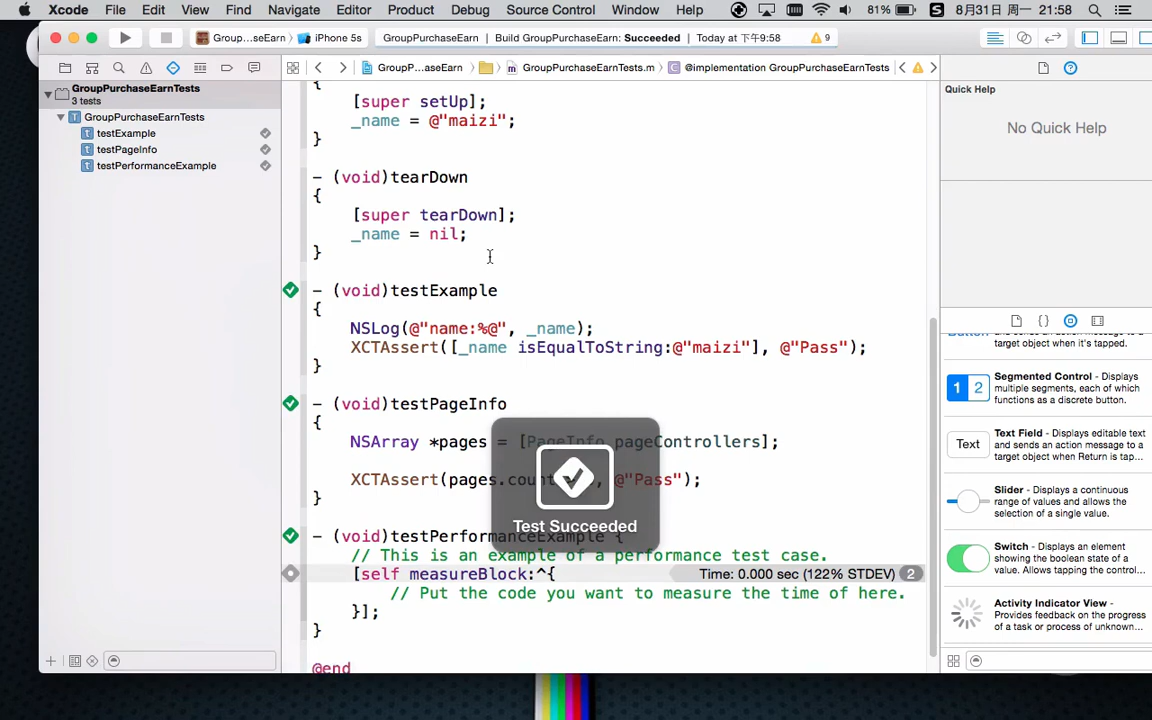 Xcode File Edit View Find Navigate Editor Product Debug Source Control Window Help 81% S 8月31日 周一 21:58
Group...seEarn iPhone 5s GroupPurchaseEarn | Build GroupPurchaseEarn: Succeeded | Today at 下午9:58 9
GroupP...aseEarn GroupPurchaseEarnTests.m @implementation GroupPurchaseEarnTests
GroupPurchaseEarnTests
3 tests
GroupPurchaseEarnTests
testExample
testPageInfo
testPerformanceExample
{
[super setUp];
_name = @"maizi";
}
- (void)tearDown
{
[super tearDown];
_name = nil;
}
- (void)testExample
{
NSLog(@"name:%@", _name);
XCTAssert([_name isEqualToString:@"maizi"], @"Pass");
}
- (void)testPageInfo
{
NSArray *pages = [PageInfo pageControllers];
XCTAssert(pages.count @"Pass");
}
- (void)testPerformanceExample {
// This is an example of a performance test case.
[self measureBlock:^{ Time: 0.000 sec (122% STDEV) 2
// Put the code you want to measure the time of here.
}];
}
@end
Test Succeeded
Quick Help
No Quick Help
target object when it's tapped.
1 2 Segmented Control - Displays
multiple segments, each of which
functions as a discrete button.
Text Text Field - Displays editable text
and sends an action message to a
target object when Return is tap...
Slider - Displays a continuous
range of values and allows the
selection of a single value.
Switch - Displays an element
showing the boolean state of a
value. Allows tapping the control...
Activity Indicator View -
Provides feedback on the progress
of a task or process of unknown...